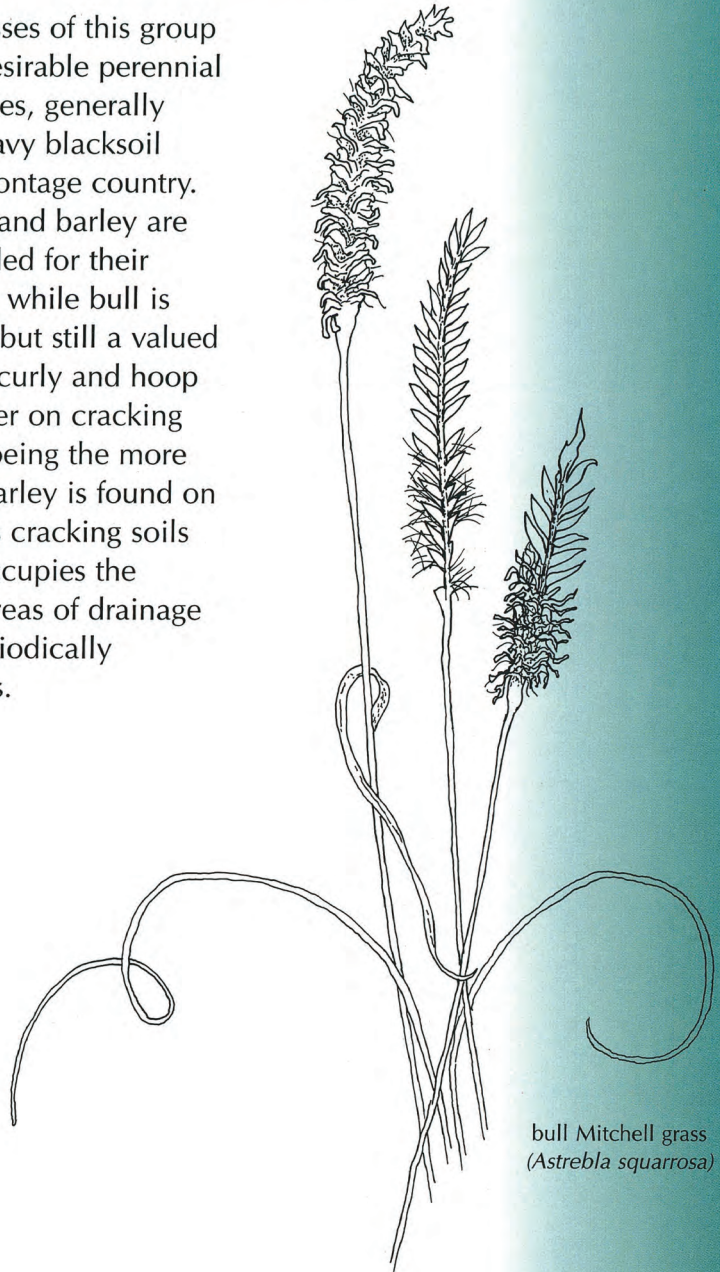 sses of this group
esirable perennial
es, generally
avy blacksoil
ontage country.
and barley are
led for their
while bull is
but still a valued
curly and hoop
er on cracking
being the more
arley is found on
s cracking soils
ccupies the
reas of drainage
iodically
s.
bull Mitchell grass
(Astrebla squarrosa)